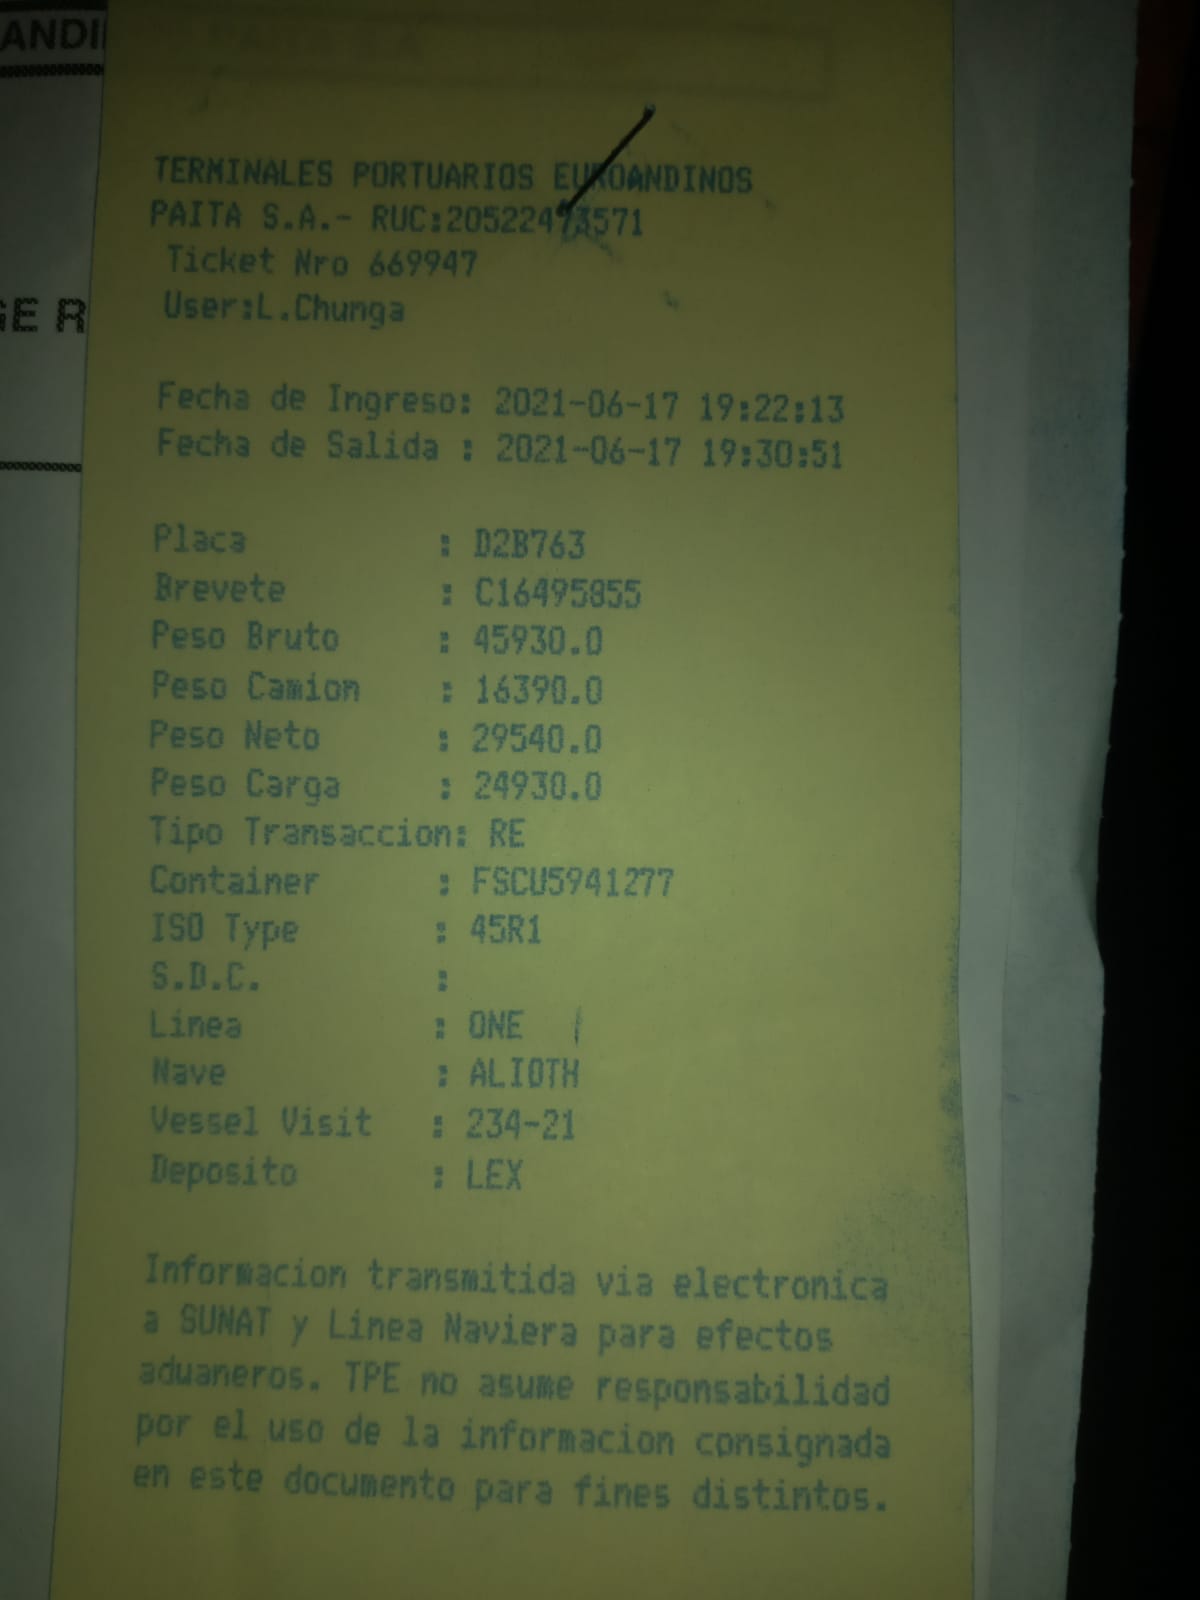 ANDI
TERMINALES PORTUARIOS EUROANDINOS
PAITA S.A.- RUC:20522473571
Ticket Nro 669947
User:L.Chunga
GE R
Fecha de Ingreso: 2021-06-17 19:22:13
Fecha de Salida : 2021-06-17 19:30:51
Placa : D2B763
Brevete : C16495855
Peso Bruto : 45930.0
Peso Camion : 16390.0
Peso Neto : 29540.0
Peso Carga : 24930.0
Tipo Transaccion: RE
Container : FSCU5941277
ISO Type : 45R1
S.D.C. :
Linea : ONE
Nave : ALIOTH
Vessel Visit : 234-21
Deposito : LEX
Informacion transmitida via electronica
a SUNAT y Linea Naviera para efectos
aduaneros. TPE no asume responsabilidad
por el uso de la informacion consignada
en este documento para fines distintos.